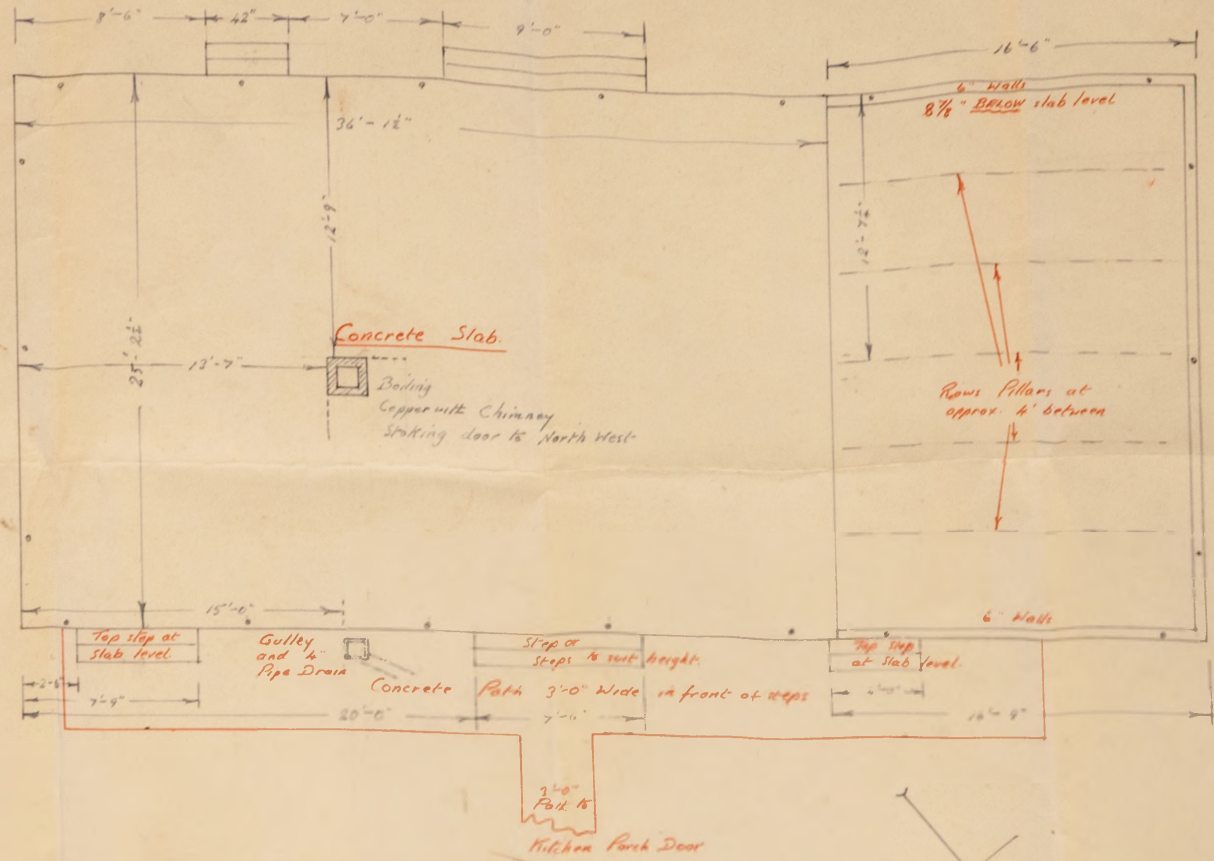 8'-6"
42"
7'-0"
9'-0"
16'-6"
6" Walls
8 7/8" BELOW slab level
36'-1½"
12'-9"
12'-7½"
25'-2½"
Concrete Slab.
13'-7"
Boiling
Copper with Chimney
Stoking door to North West
Rows Pillars at
approx. 4' between
15'-0"
6" Walls
Top step at
slab level
Gulley
and 4"
Pipe Drain
Step or
Steps to suit height.
Top step
at slab level.
2-6"
7'-9"
Concrete Path 3'-0" Wide in front of steps
20'-0"
16'-9"
3'-0"
Kitchen Porch Door